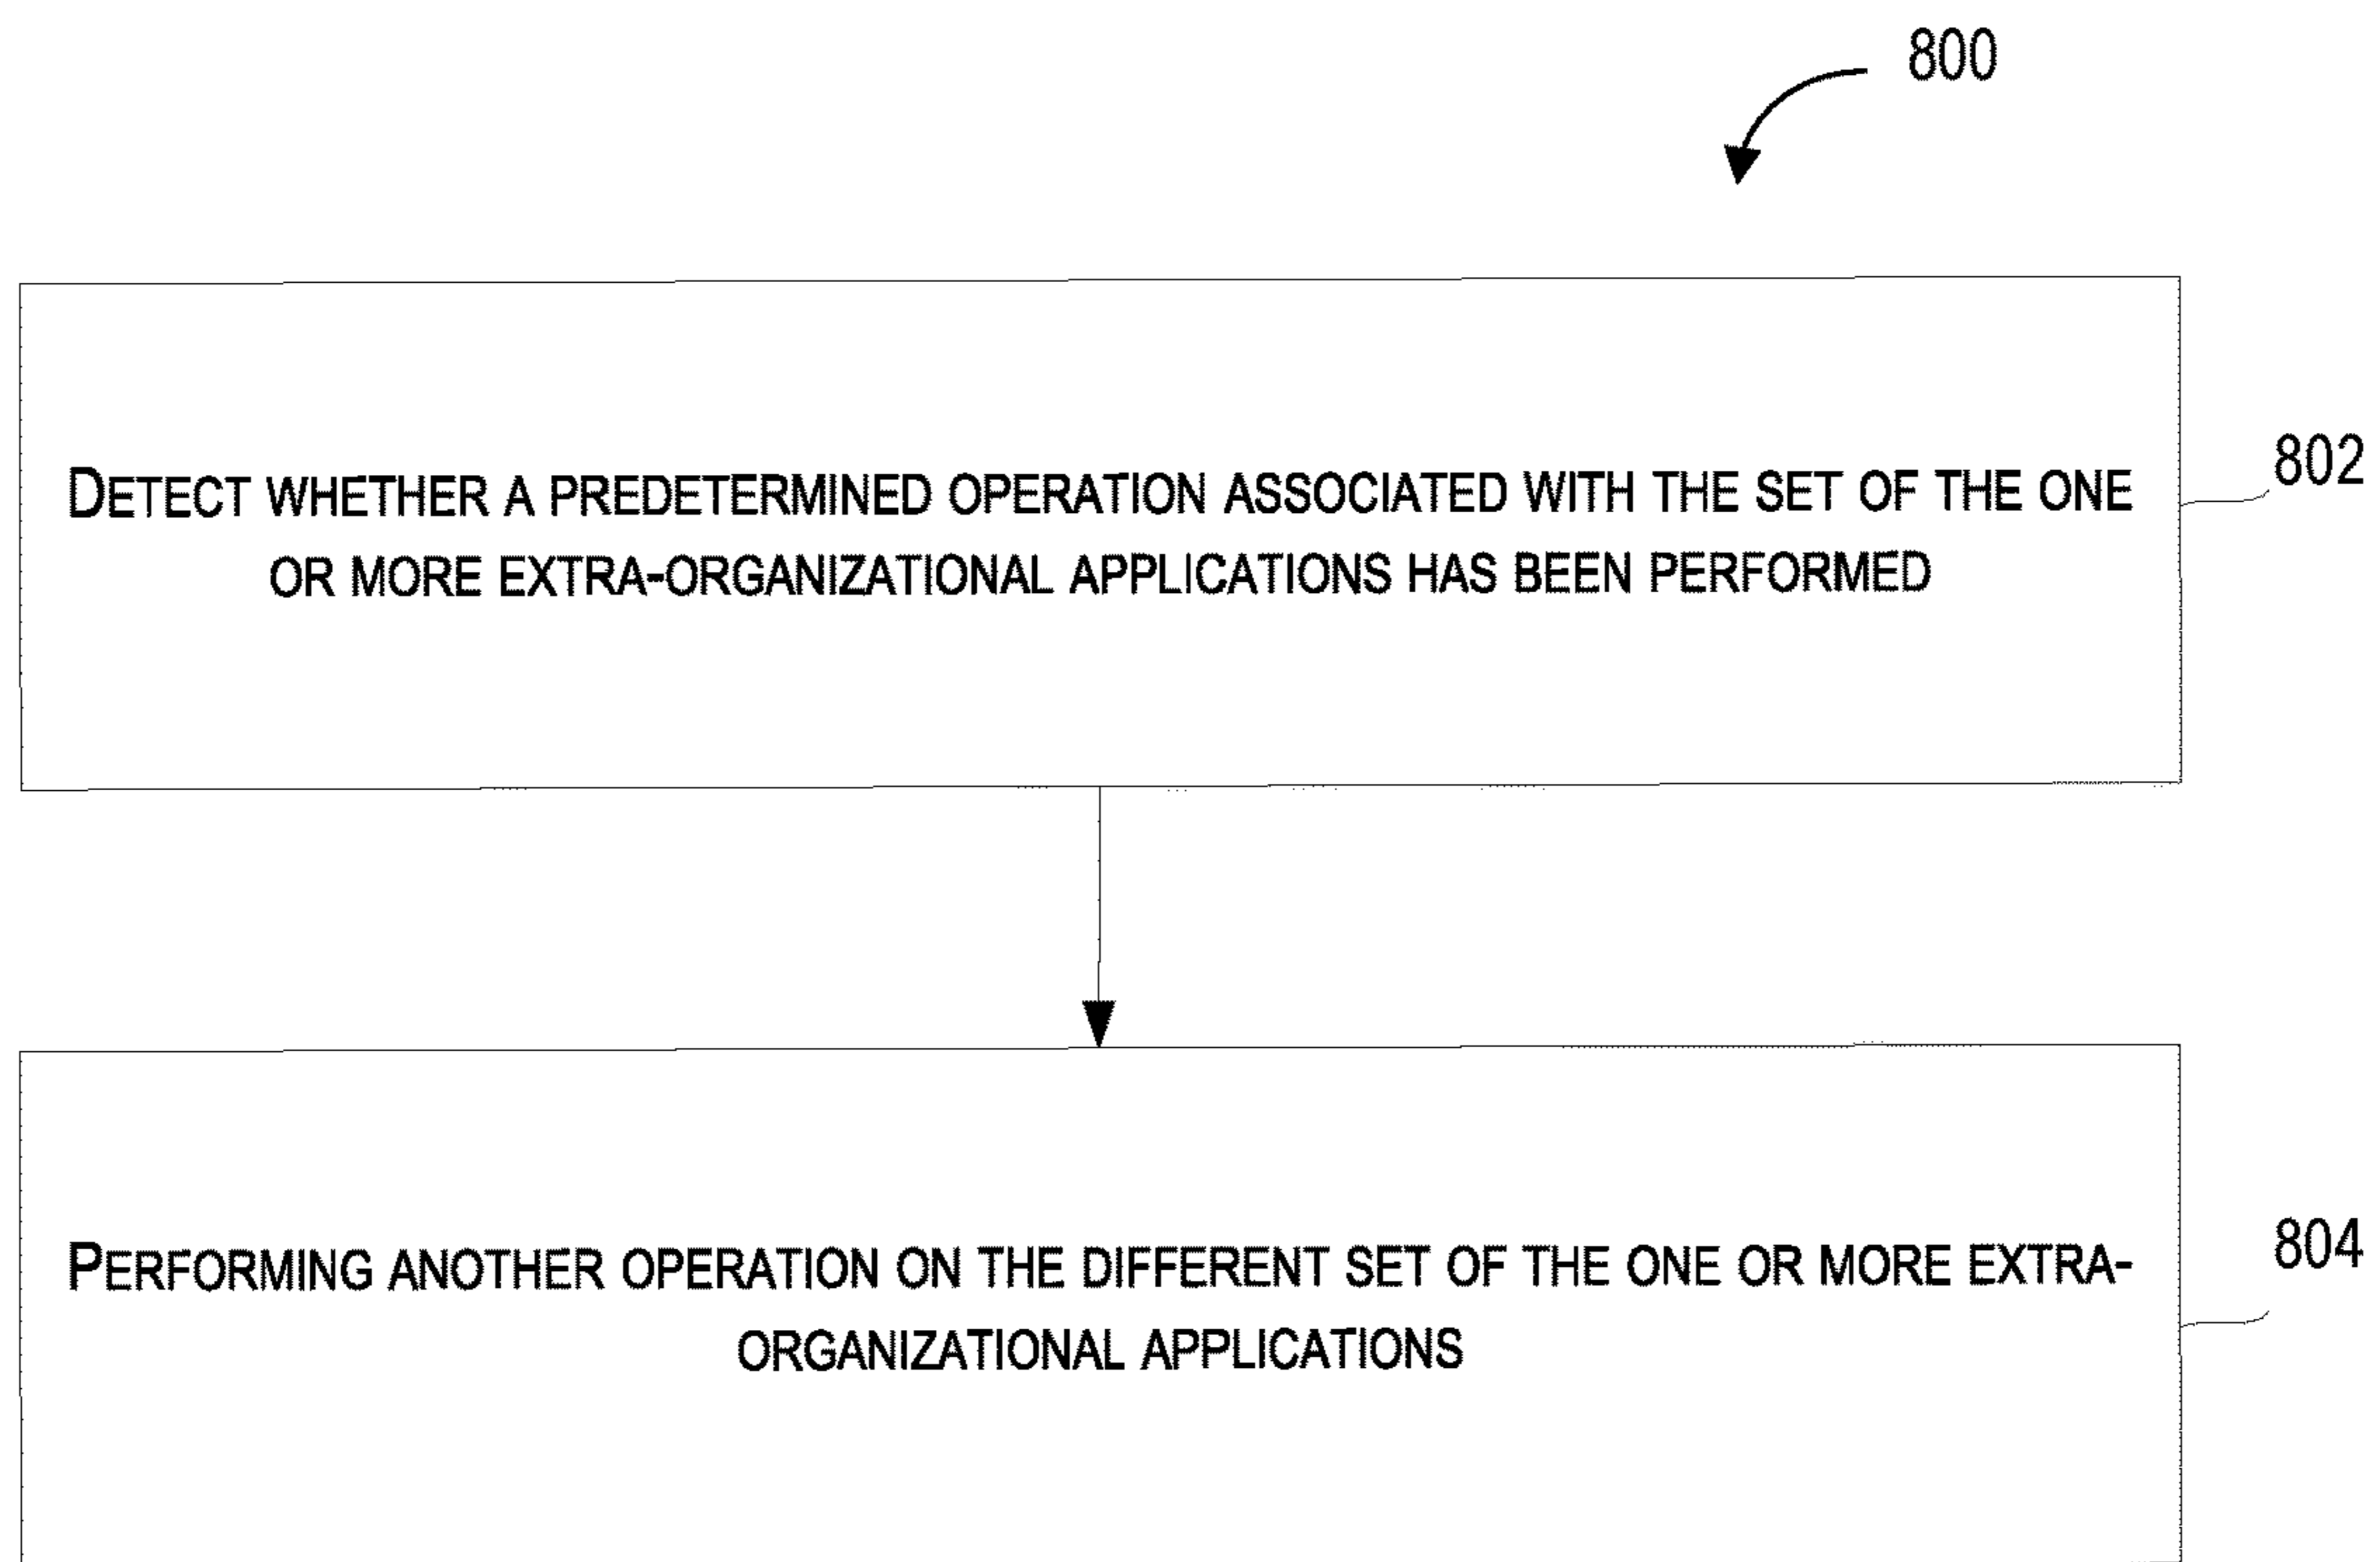 800
DETECT WHETHER A PREDETERMINED OPERATION ASSOCIATED WITH THE SET OF THE ONE
OR MORE EXTRA-ORGANIZATIONAL APPLICATIONS HAS BEEN PERFORMED
802
PERFORMING ANOTHER OPERATION ON THE DIFFERENT SET OF THE ONE OR MORE EXTRA-
ORGANIZATIONAL APPLICATIONS
804